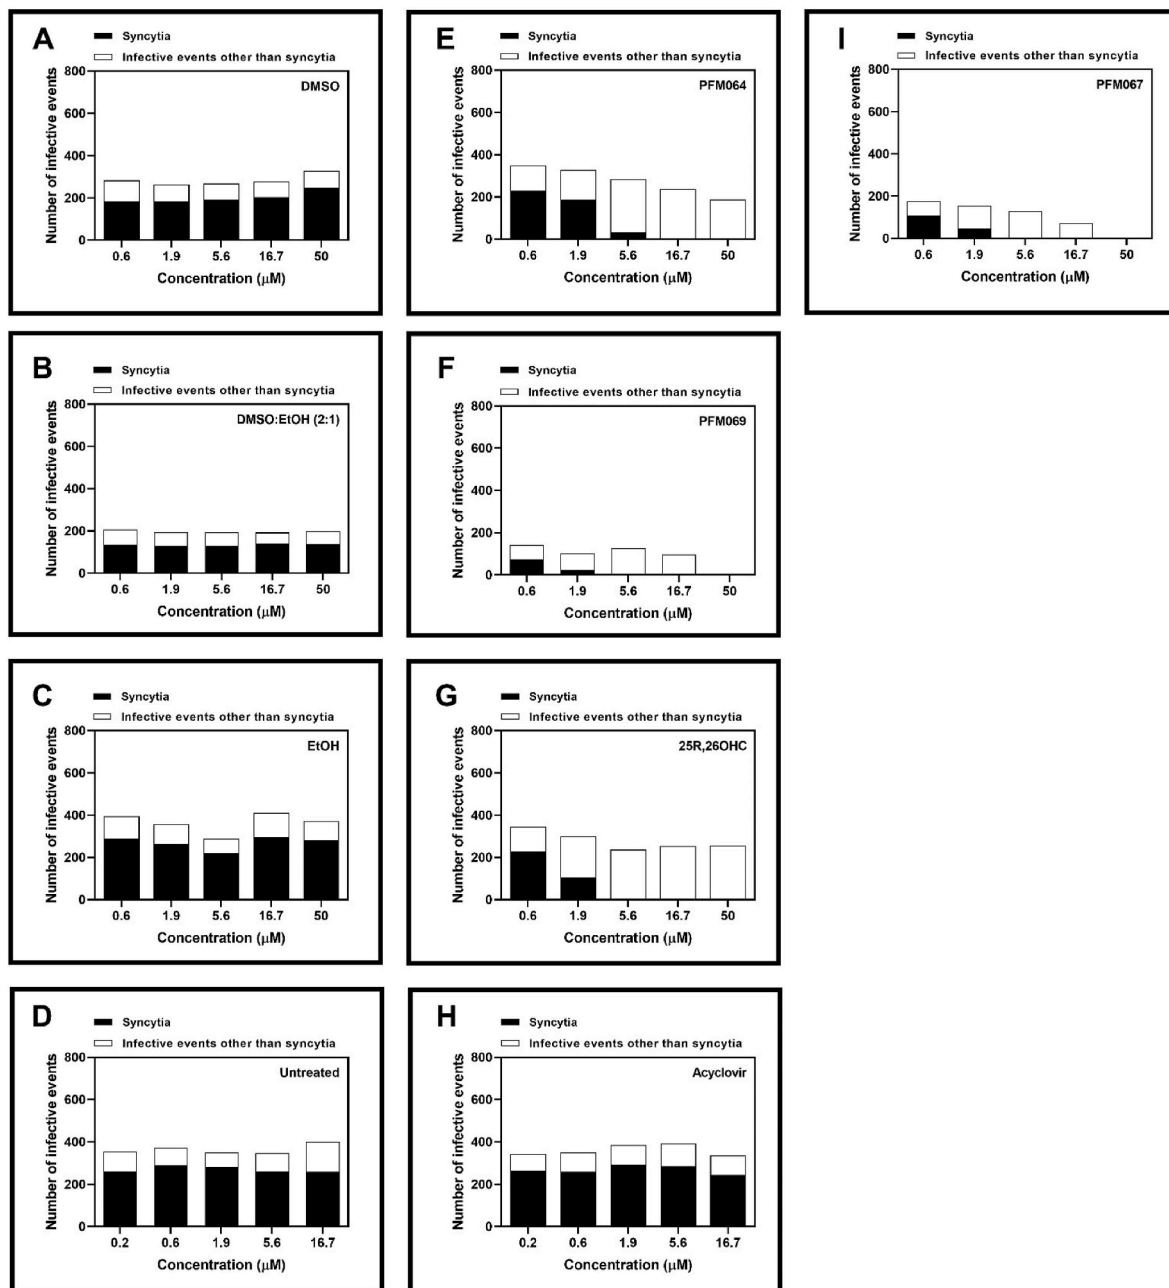 A
Syncytia
Infective events other than syncytia
DMSO
Number of infective events
800
600
400
200
0
0.6 1.9 5.6 16.7 50
Concentration (μM)
B
Syncytia
Infective events other than syncytia
DMSO:EtOH (2:1)
Number of infective events
800
600
400
200
0
0.6 1.9 5.6 16.7 50
Concentration (μM)
C
Syncytia
Infective events other than syncytia
EtOH
Number of infective events
800
600
400
200
0
0.6 1.9 5.6 16.7 50
Concentration (μM)
D
Syncytia
Infective events other than syncytia
Untreated
Number of infective events
800
600
400
200
0
0.2 0.6 1.9 5.6 16.7
Concentration (μM)
E
Syncytia
Infective events other than syncytia
PFM064
Number of infective events
800
600
400
200
0
0.6 1.9 5.6 16.7 50
Concentration (μM)
F
Syncytia
Infective events other than syncytia
PFM069
Number of infective events
800
600
400
200
0
0.6 1.9 5.6 16.7 50
Concentration (μM)
G
Syncytia
Infective events other than syncytia
25R,26OHC
Number of infective events
800
600
400
200
0
0.6 1.9 5.6 16.7 50
Concentration (μM)
H
Syncytia
Infective events other than syncytia
Acyclovir
Number of infective events
800
600
400
200
0
0.2 0.6 1.9 5.6 16.7
Concentration (μM)
I
Syncytia
Infective events other than syncytia
PFM067
Number of infective events
800
600
400
200
0
0.6 1.9 5.6 16.7 50
Concentration (μM)